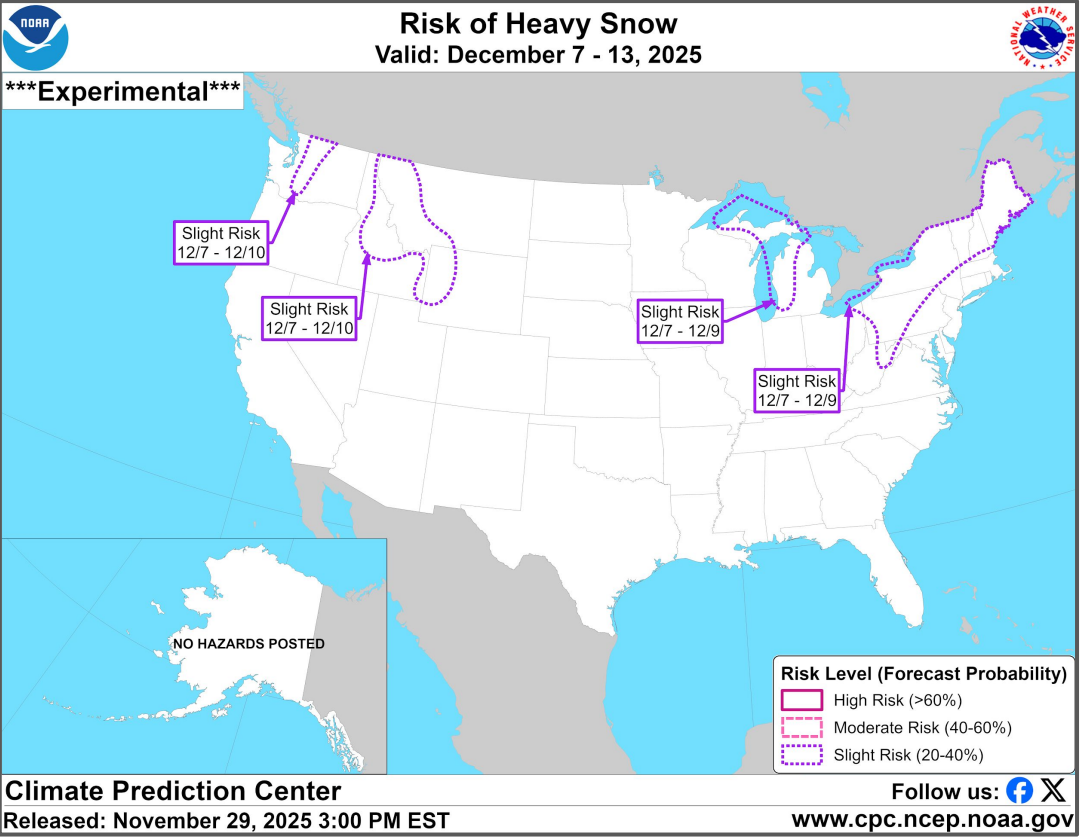 NOAA
Risk of Heavy Snow
Valid: December 7 - 13, 2025
NATIONAL WEATHER SERVICE
***Experimental***
Slight Risk
12/7 - 12/10
Slight Risk
12/7 - 12/10
Slight Risk
12/7 - 12/9
Slight Risk
12/7 - 12/9
NO HAZARDS POSTED
Risk Level (Forecast Probability)
High Risk (>60%)
Moderate Risk (40-60%)
Slight Risk (20-40%)
Climate Prediction Center
Follow us:
Released: November 29, 2025 3:00 PM EST
www.cpc.ncep.noaa.gov